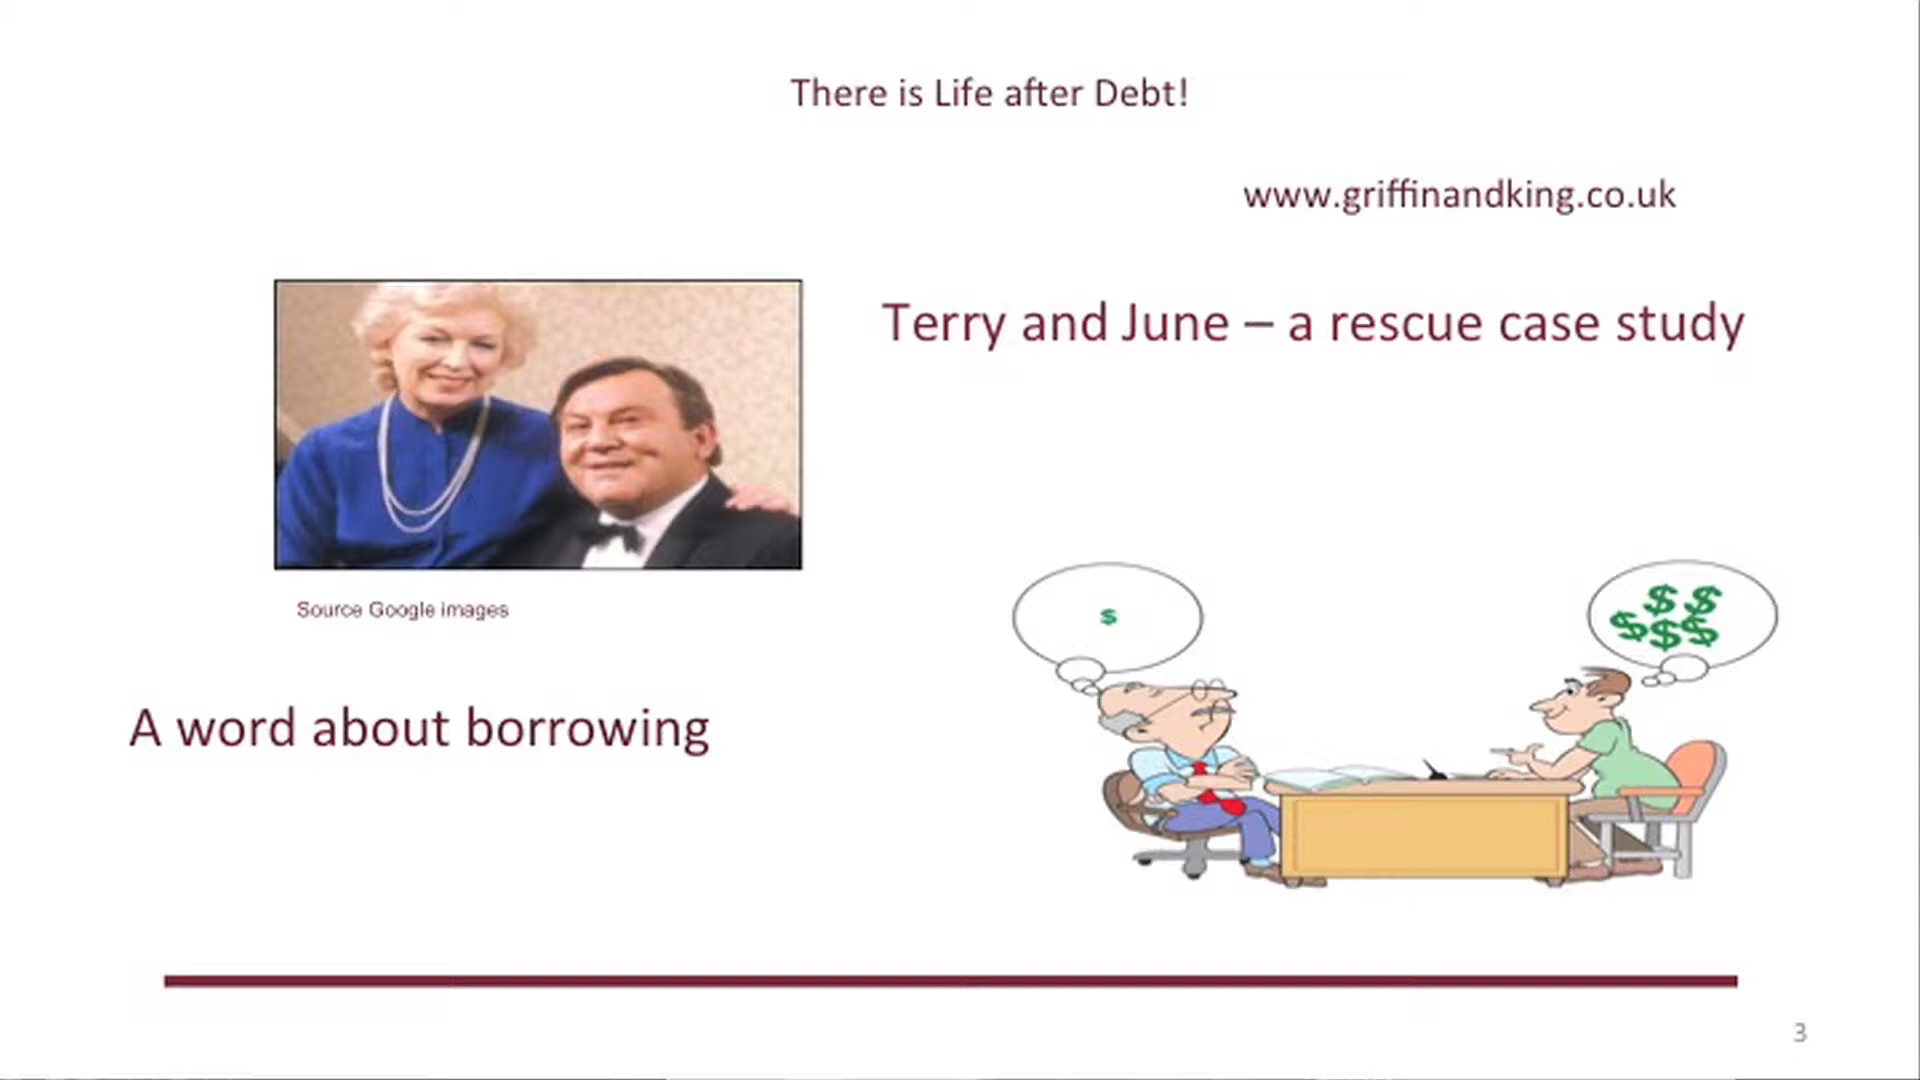 There is Life after Debt!
www.griffinandking.co.uk
Terry and June – a rescue case study
Source Google images
$
$ $
$ $ $
A word about borrowing
3